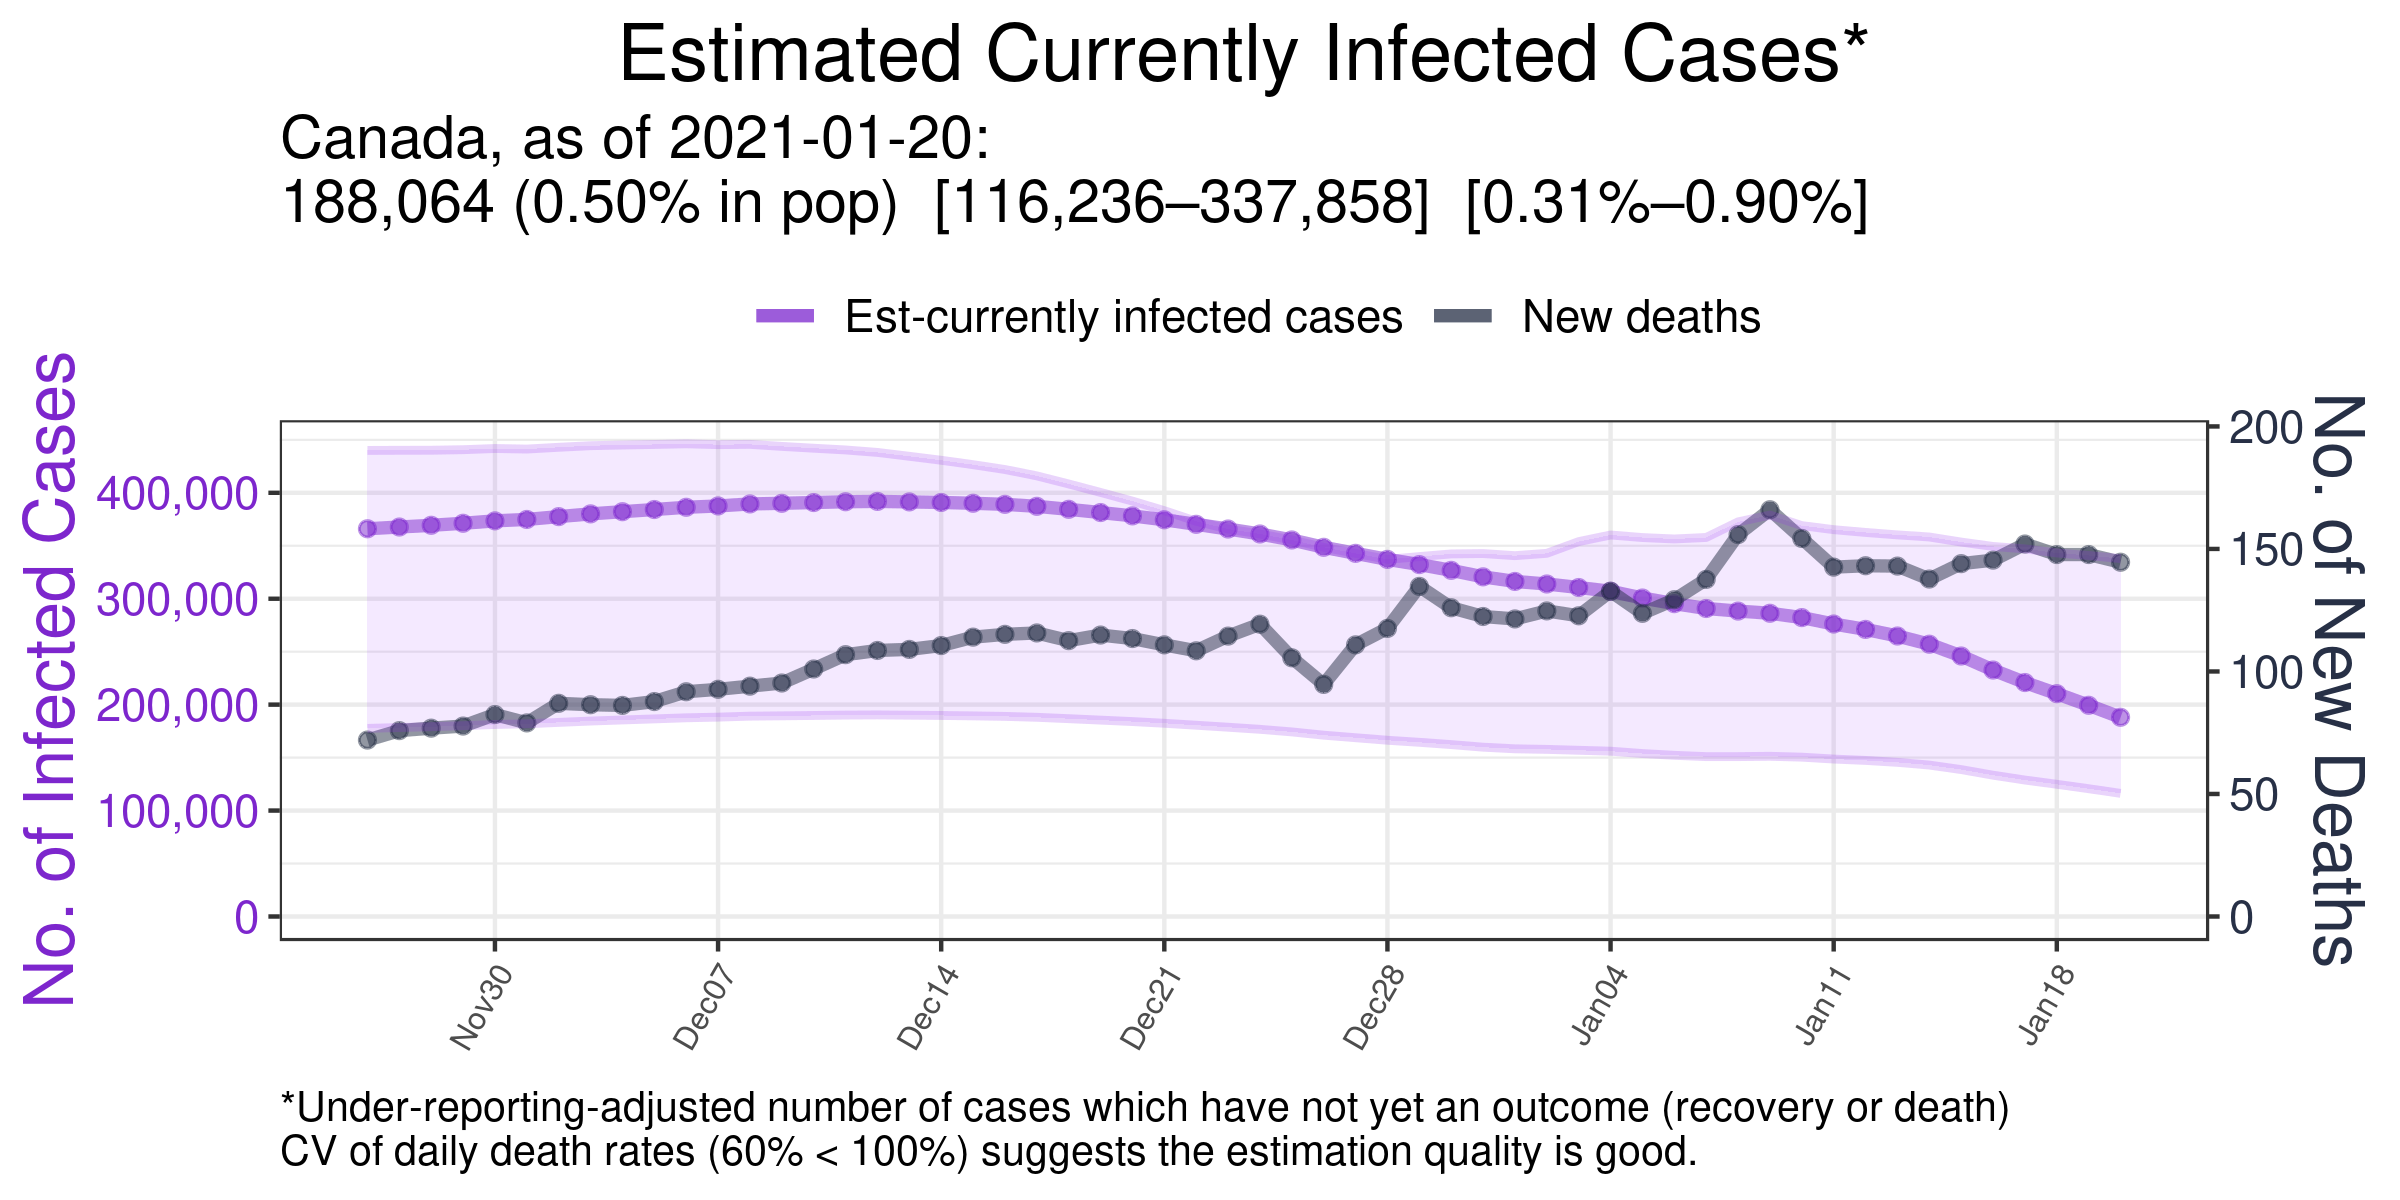 Estimated Currently Infected Cases*
Canada, as of 2021-01-20:
188,064 (0.50% in pop)  [116,236–337,858]  [0.31%–0.90%]
Est-currently infected cases
New deaths
No. of Infected Cases
400,000
300,000
200,000
100,000
0
200
150
100
50
0
No. of New Deaths
Nov30
Dec07
Dec14
Dec21
Dec28
Jan04
Jan11
Jan18
*Under-reporting-adjusted number of cases which have not yet an outcome (recovery or death)
CV of daily death rates (60% < 100%) suggests the estimation quality is good.